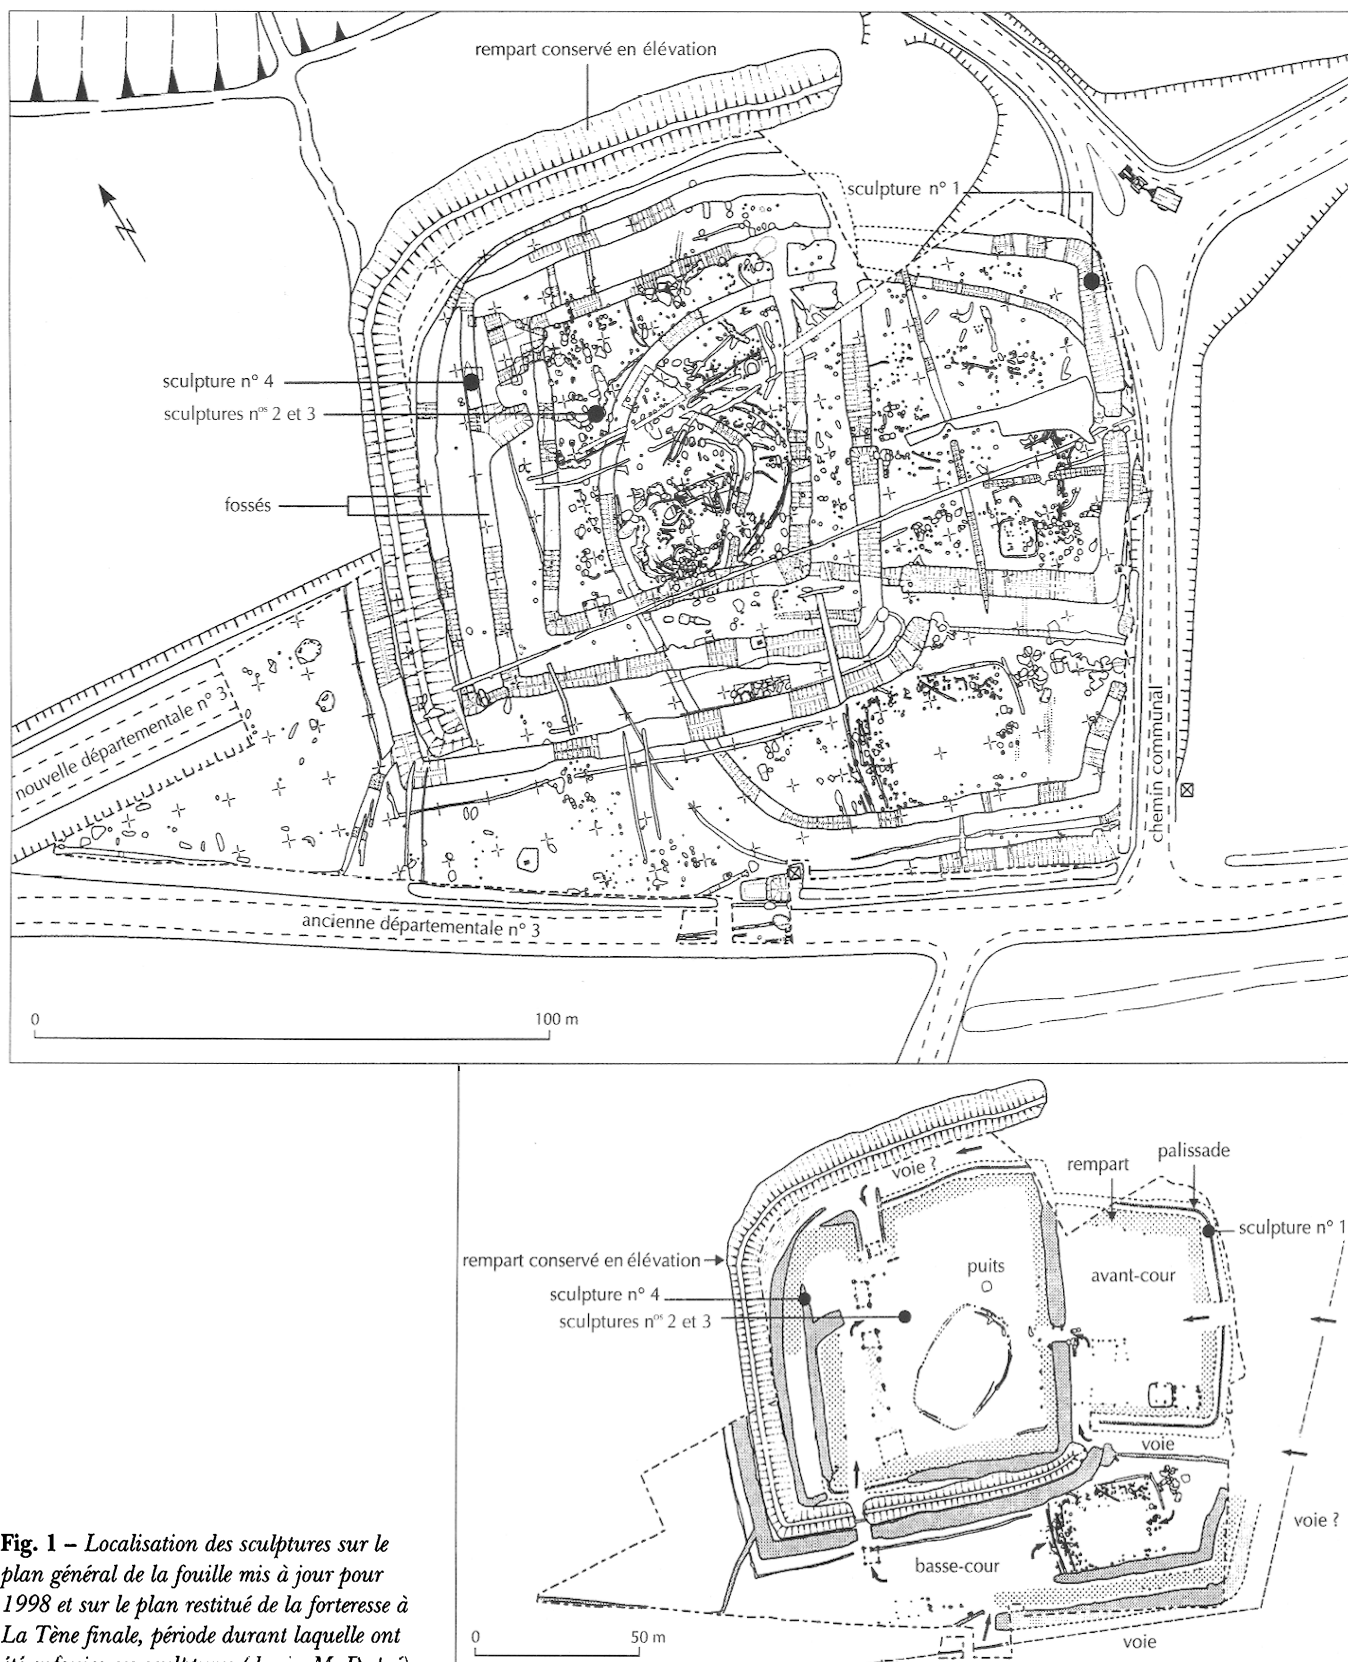 rempart conservé en élévation
sculpture n° 1
sculpture n° 4
sculptures nos 2 et 3
fossés
nouvelle départementale n° 3
chemin communal
ancienne départementale n° 3
0 100 m
voie ?
rempart
palissade
sculpture n° 1
rempart conservé en élévation
puits
avant-cour
sculpture n° 4
sculptures nos 2 et 3
voie
voie ?
basse-cour
voie
0 50 m
Fig. 1 – Localisation des sculptures sur le
plan général de la fouille mis à jour pour
1998 et sur le plan restitué de la forteresse à
La Tène finale, période durant laquelle ont